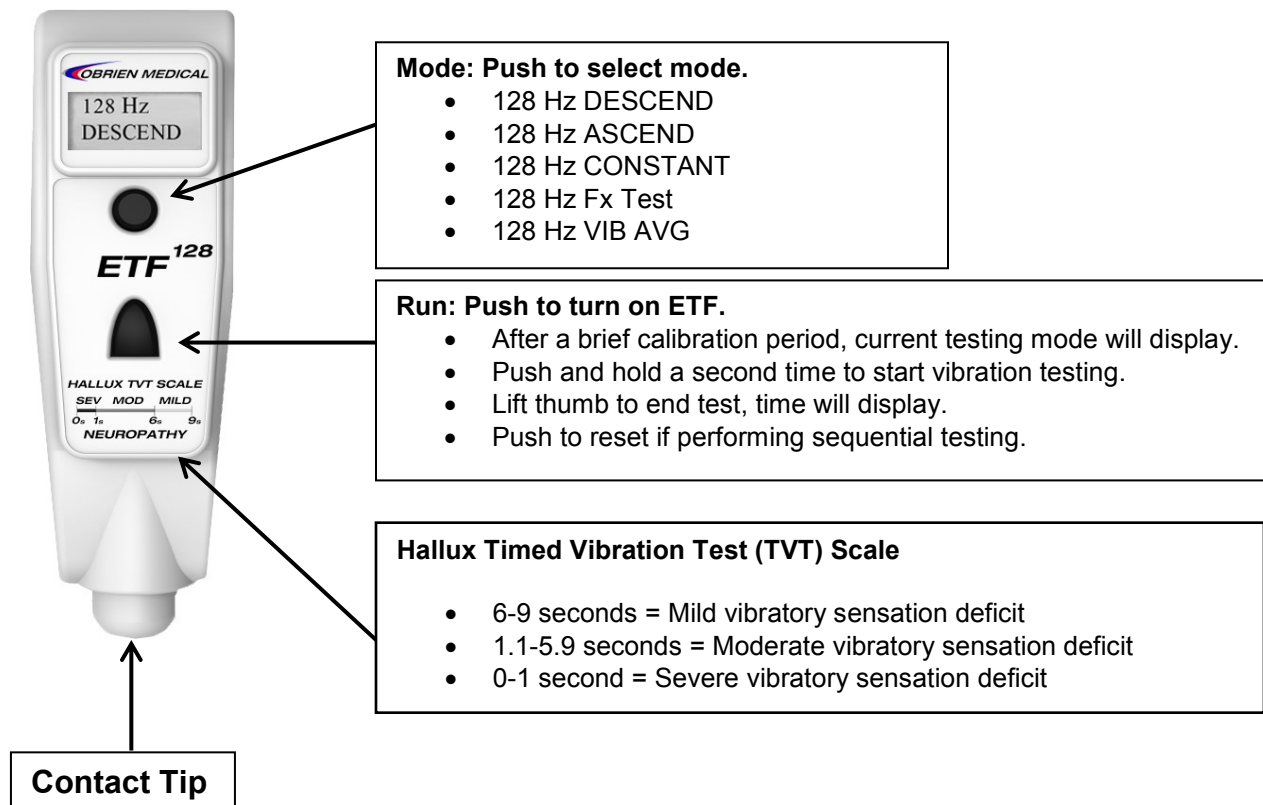 OBRIEN MEDICAL
128 Hz
DESCEND
ETF 128
HALLUX TVT SCALE
SEV MOD MILD
0s 1s 6s 9s
NEUROPATHY
Contact Tip
Mode: Push to select mode.
• 128 Hz DESCEND
• 128 Hz ASCEND
• 128 Hz CONSTANT
• 128 Hz Fx Test
• 128 Hz VIB AVG
Run: Push to turn on ETF.
• After a brief calibration period, current testing mode will display.
• Push and hold a second time to start vibration testing.
• Lift thumb to end test, time will display.
• Push to reset if performing sequential testing.
Hallux Timed Vibration Test (TVT) Scale
• 6-9 seconds = Mild vibratory sensation deficit
• 1.1-5.9 seconds = Moderate vibratory sensation deficit
• 0-1 second = Severe vibratory sensation deficit